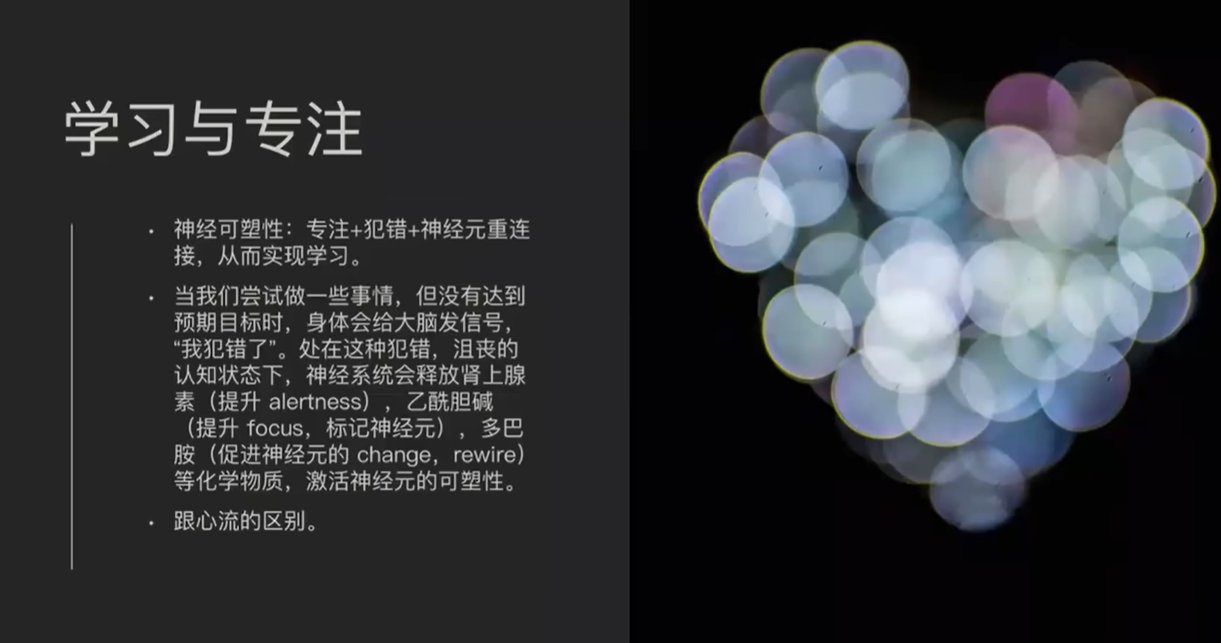 学习与专注
• 神经可塑性：专注+犯错+神经元重连
接，从而实现学习。
• 当我们尝试做一些事情，但没有达到
预期目标时，身体会给大脑发信号，
“我犯错了”。处在这种犯错，沮丧的
认知状态下，神经系统会释放肾上腺
素（提升 alertness），乙酰胆碱
（提升 focus，标记神经元），多巴
胺（促进神经元的 change，rewire）
等化学物质，激活神经元的可塑性。
• 跟心流的区别。